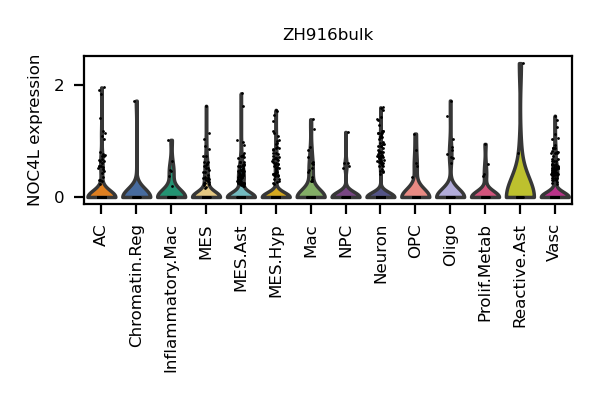 ZH916bulk
NOC4L expression
2
0
AC
Chromatin.Reg
Inflammatory.Mac
MES
MES.Ast
MES.Hyp
Mac
NPC
Neuron
OPC
Oligo
Prolif.Metab
Reactive.Ast
Vasc